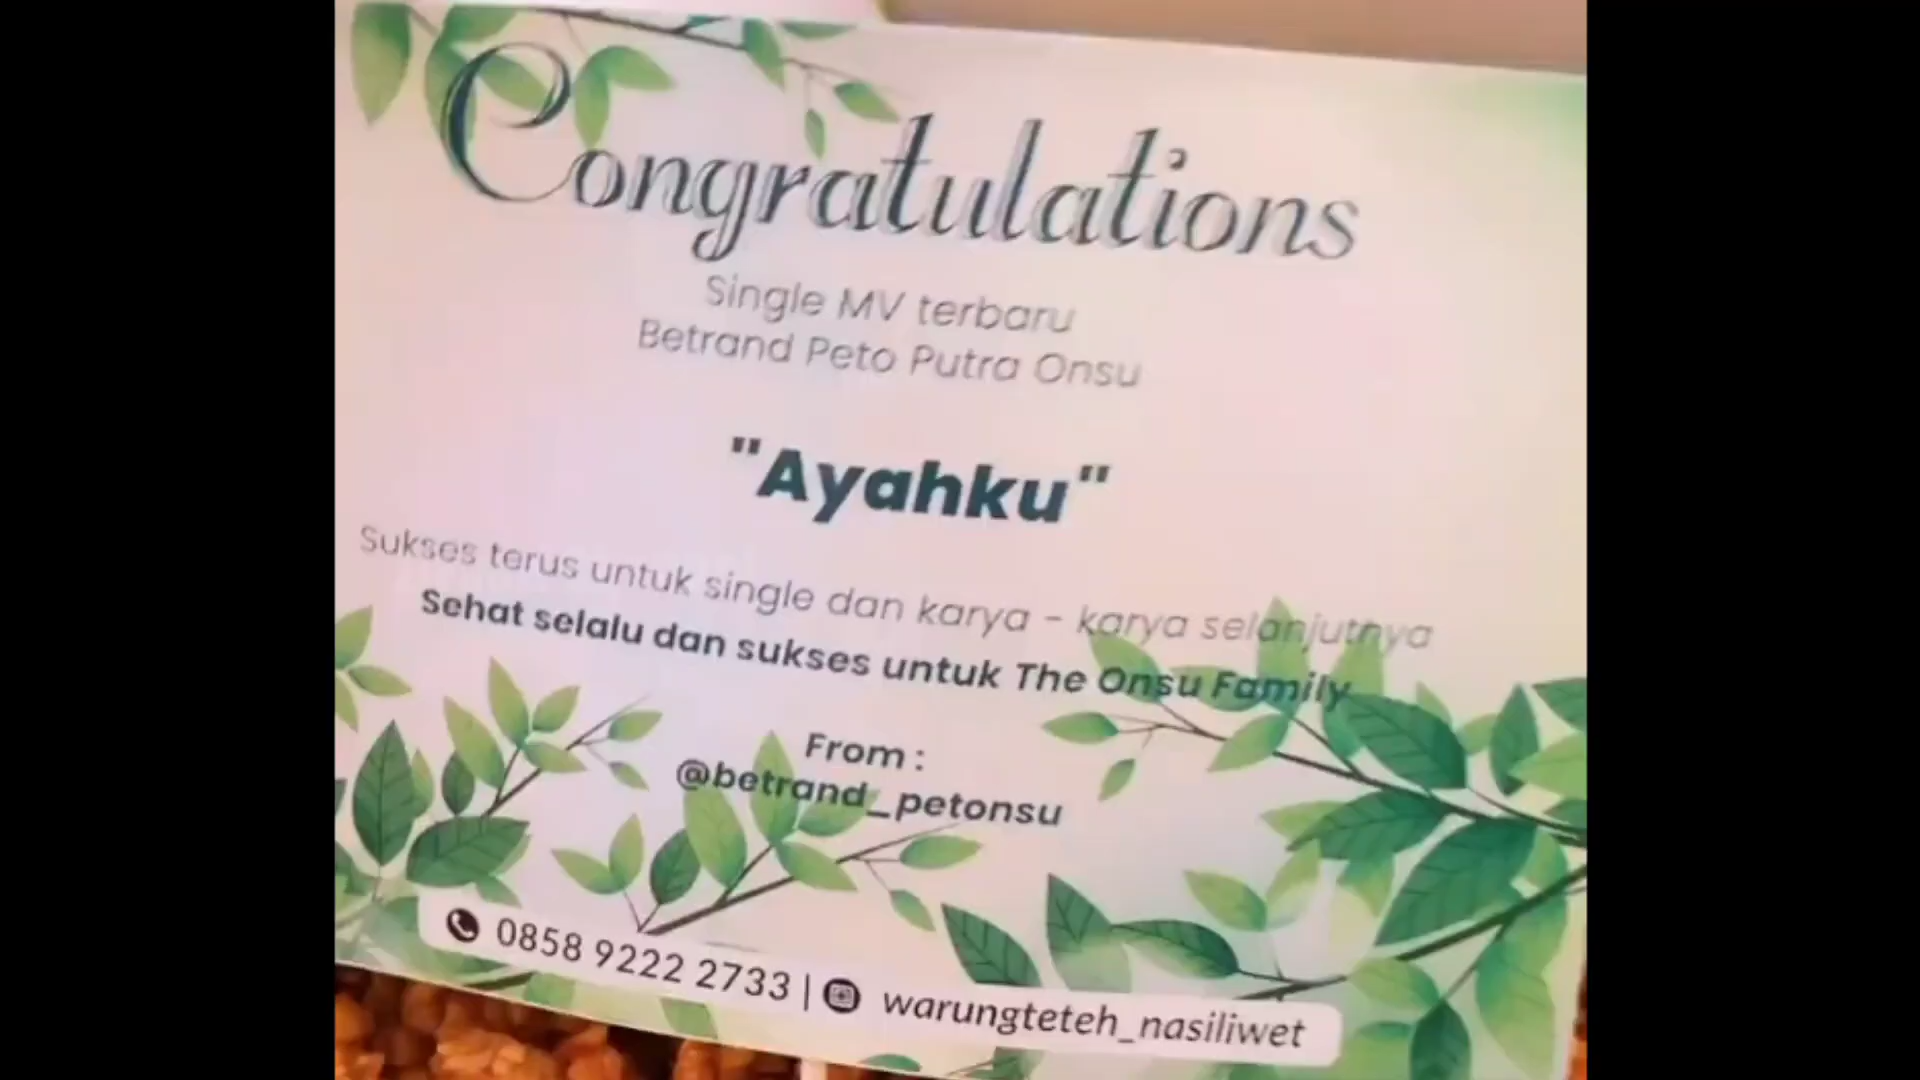 Congratulations
Single MV terbaru
Betrand Peto Putra Onsu
"Ayahku"
Sukses terus untuk single dan karya - karya selanjutnya
Sehat selalu dan sukses untuk The Onsu Family
From :
@betrand_petonsu
0858 9222 2733 | warungteteh_nasiliwet